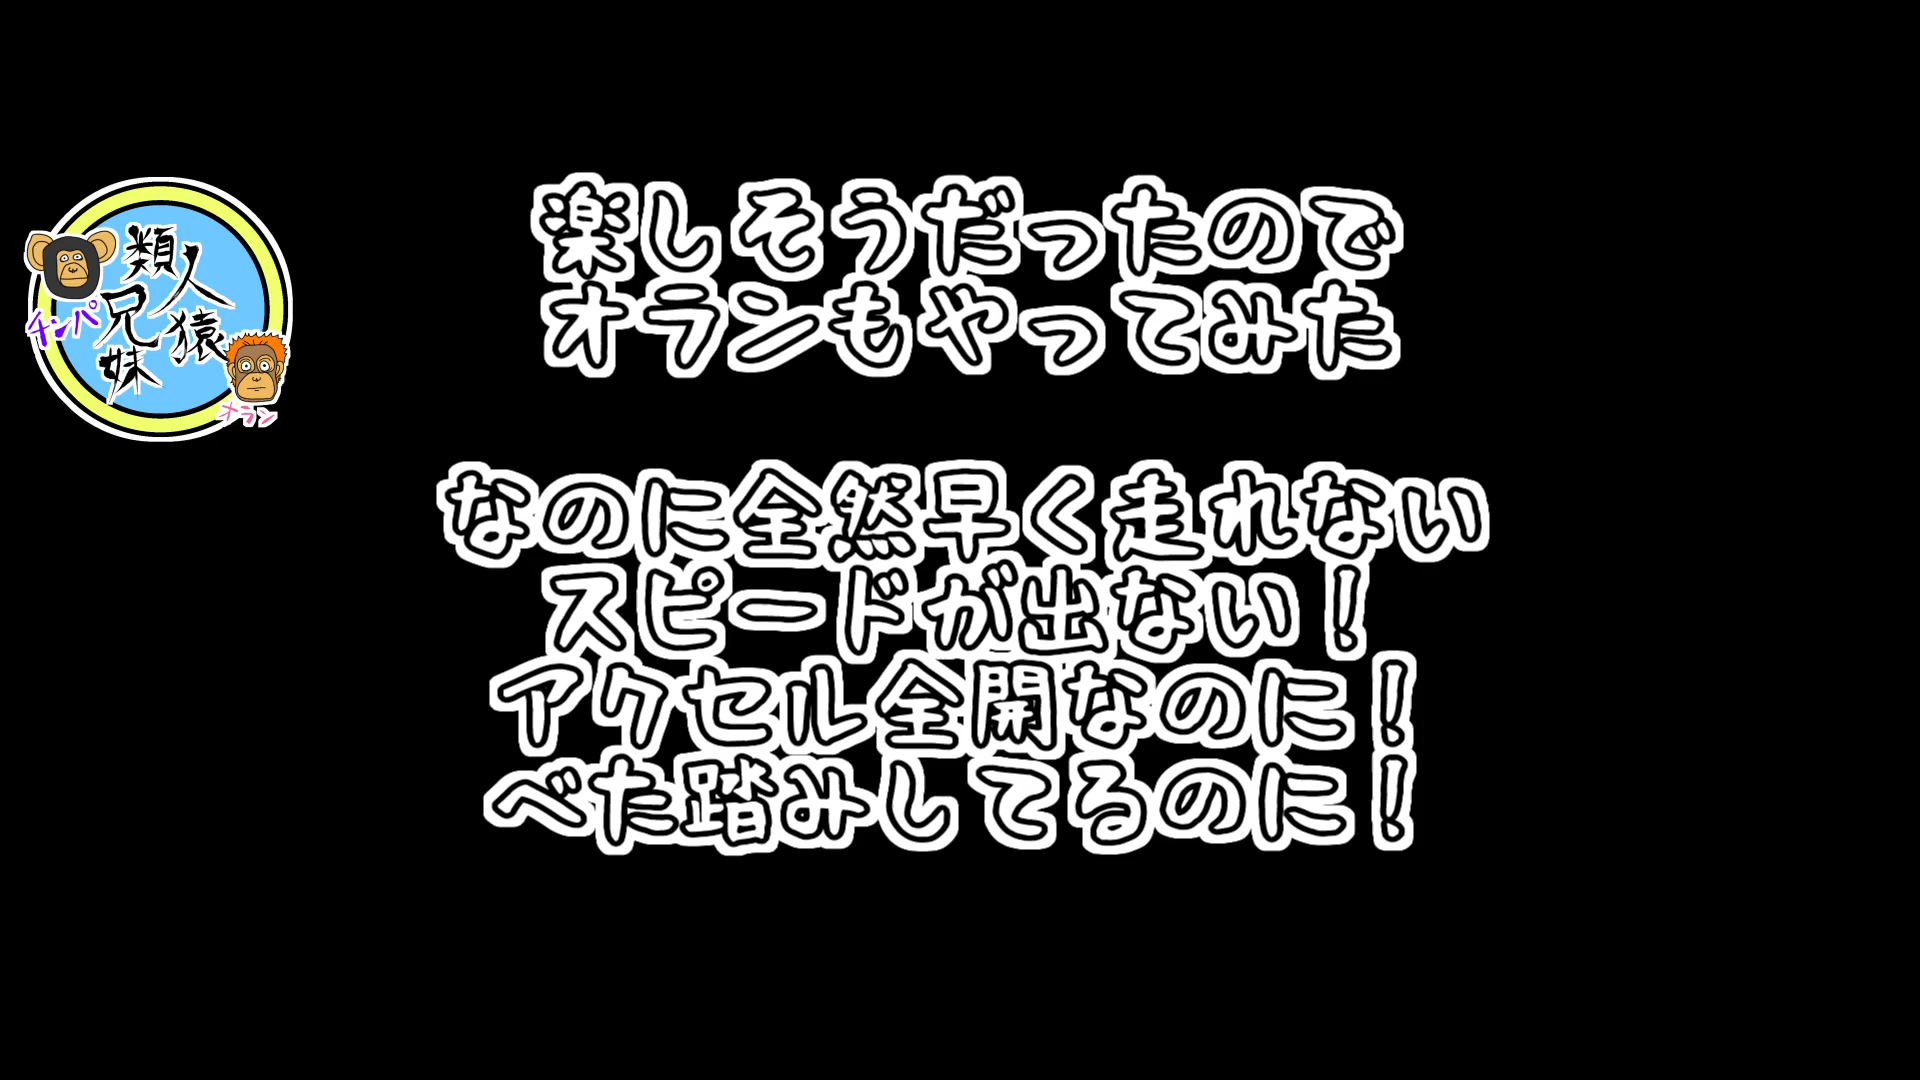 類人猿
兄妹
チンパ
オラン
楽しそうだったので
オランもやってみた
なのに全然早く走れない
スピードが出ない！
アクセル全開なのに！
べた踏みしてるのに！